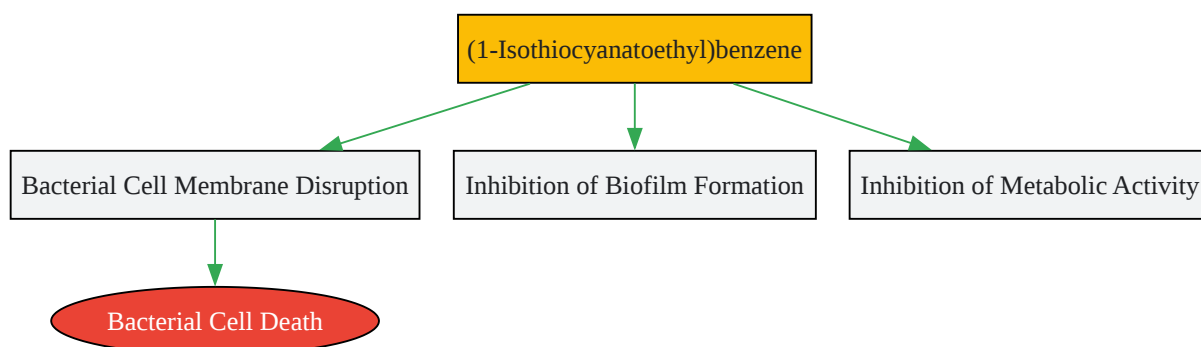 (1-Isothiocyanatoethyl)benzene
Bacterial Cell Membrane Disruption
Inhibition of Biofilm Formation
Inhibition of Metabolic Activity
Bacterial Cell Death